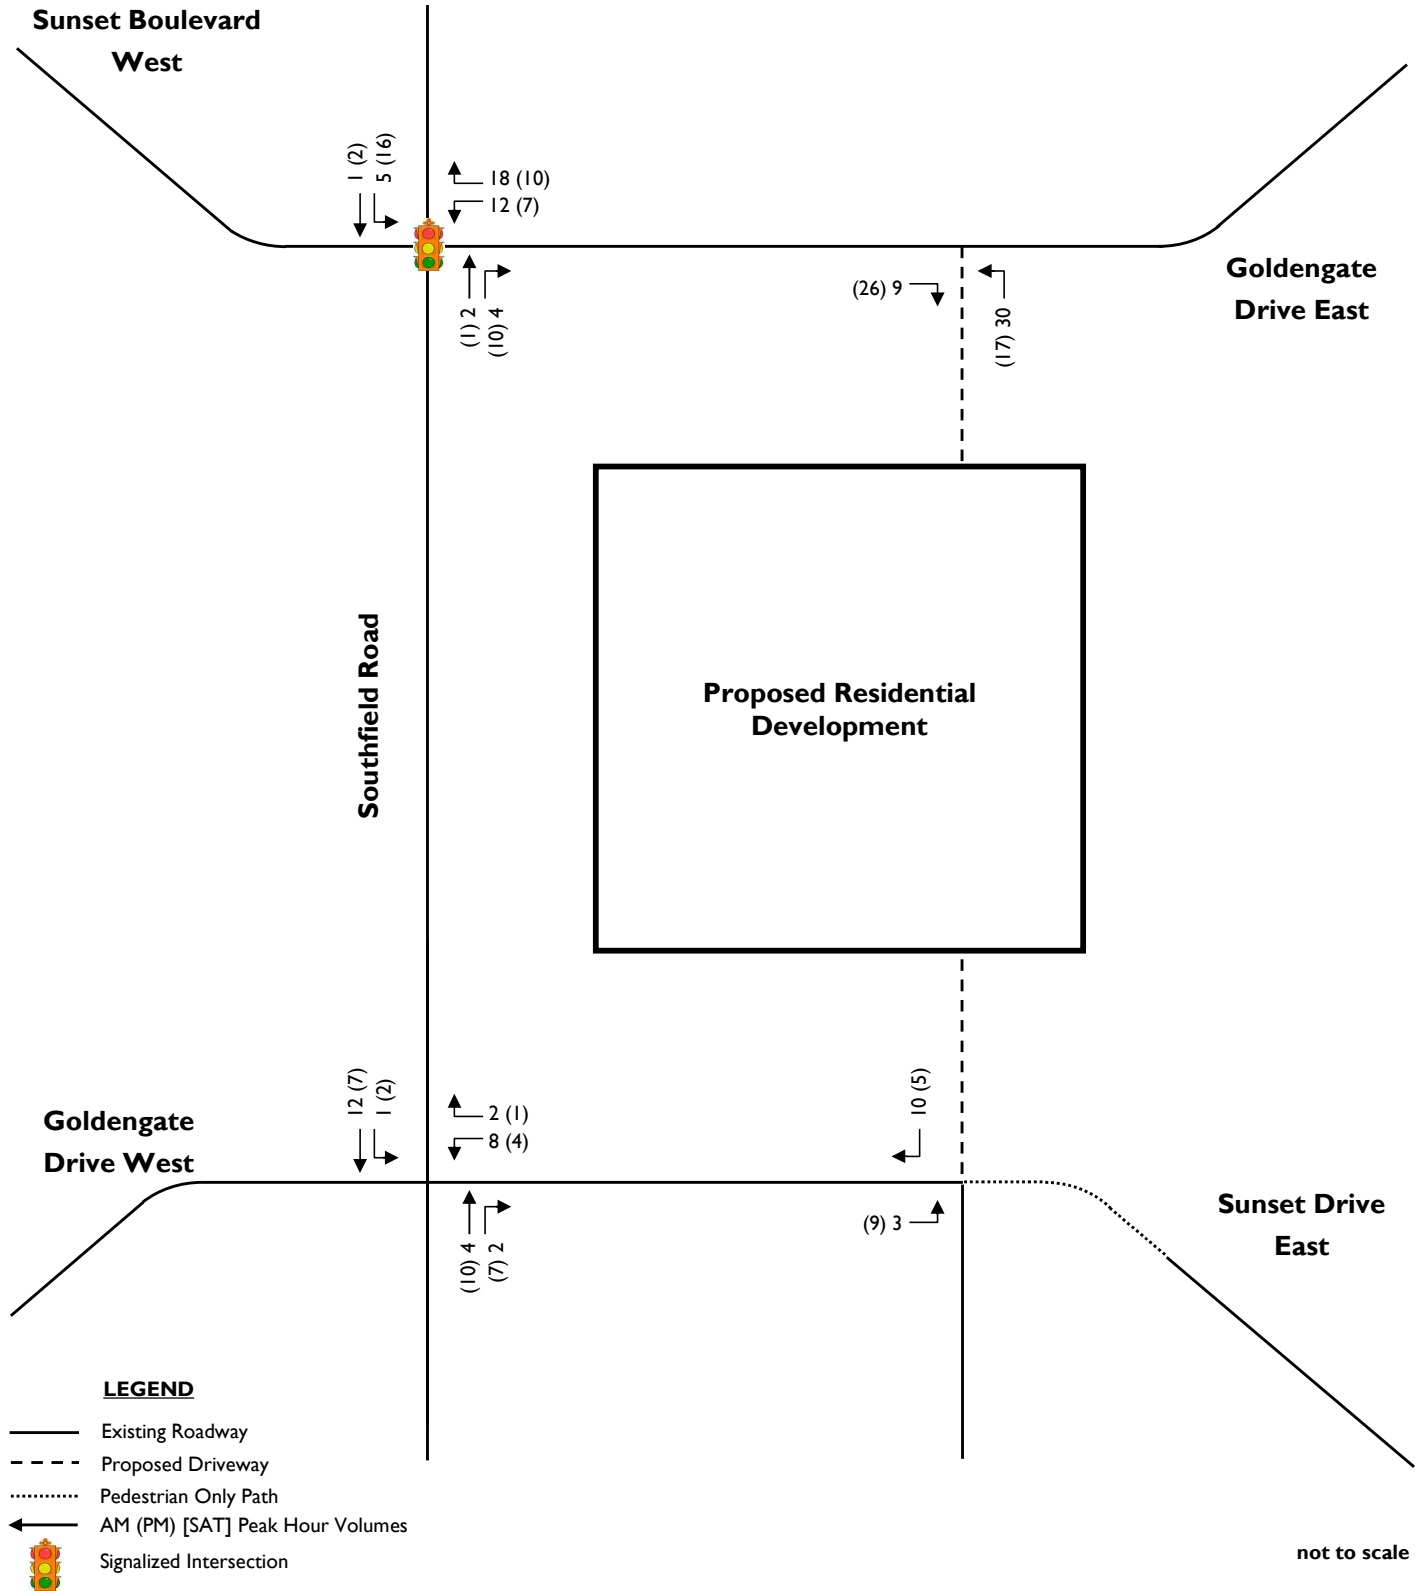 Sunset Boulevard
West
1 (2)
5 (16)
18 (10)
12 (7)
(1) 2
(10) 4
(26) 9
(17) 30
Goldengate
Drive East
Southfield Road
Proposed Residential
Development
12 (7)
1 (2)
2 (1)
8 (4)
10 (5)
Goldengate
Drive West
(10) 4
(7) 2
(9) 3
Sunset Drive
East
LEGEND
Existing Roadway
Proposed Driveway
Pedestrian Only Path
AM (PM) [SAT] Peak Hour Volumes
Signalized Intersection
not to scale